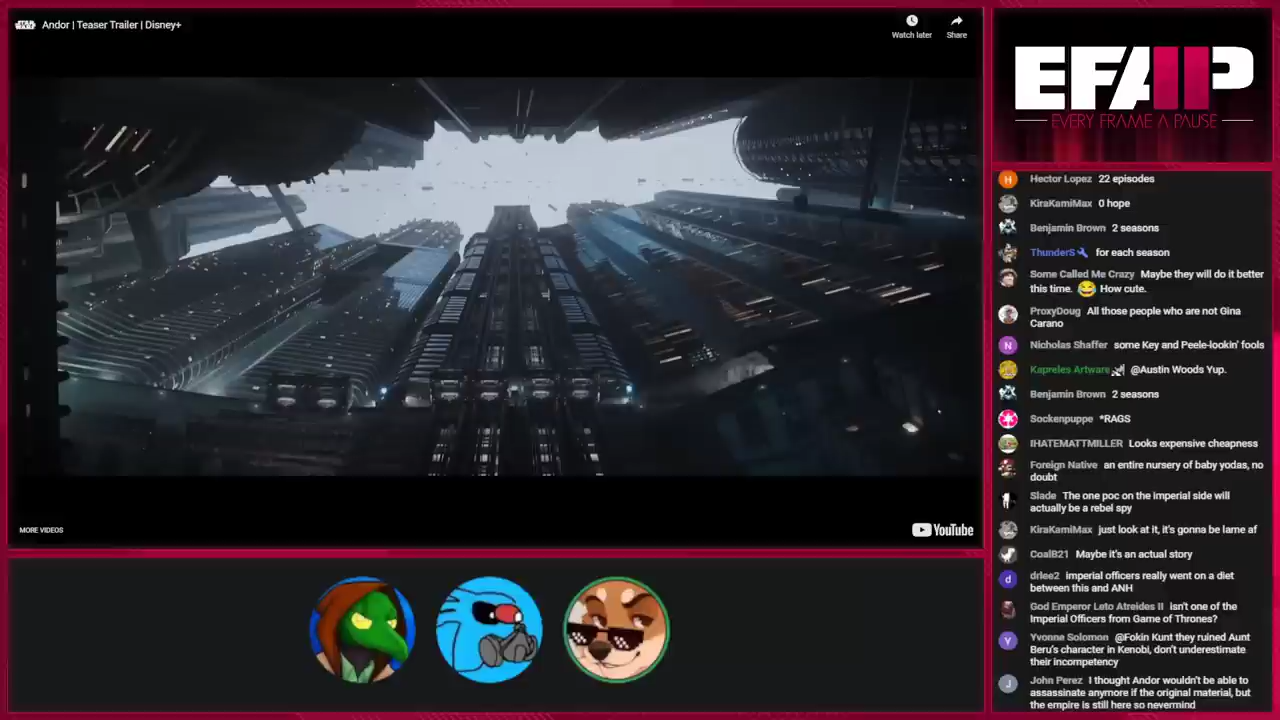 STAR WARS
Andor | Teaser Trailer | Disney+
Watch later
Share
MORE VIDEOS
YouTube
EFAP
EVERY FRAME A PAUSE
H Hector Lopez 22 episodes
KiraKamiMax 0 hope
Benjamin Brown 2 seasons
ThunderS for each season
Some Called Me Crazy Maybe they will do it better
this time. 😂 How cute.
ProxyDoug All those people who are not Gina
Carano
N Nicholas Shaffer some Key and Peele-lookin' fools
Kapreles Artware @Austin Woods Yup.
Benjamin Brown 2 seasons
Sockenpuppe *RAGS
IHATEMATTMILLER Looks expensive cheapness
Foreign Native an entire nursery of baby yodas, no
doubt
Slade The one poc on the imperial side will
actually be a rebel spy
KiraKamiMax just look at it, it's gonna be lame af
CoalB21 Maybe it's an actual story
d drlee2 imperial officers really went on a diet
between this and ANH
God Emperor Leto Atreides II isn't one of the
Imperial Officers from Game of Thrones?
Y Yvonne Solomon @Fokin Kunt they ruined Aunt
Beru's character in Kenobi, don't underestimate
their incompetency
J John Perez I thought Andor wouldn't be able to
assassinate anymore if the original material, but
the empire is still here so nevermind